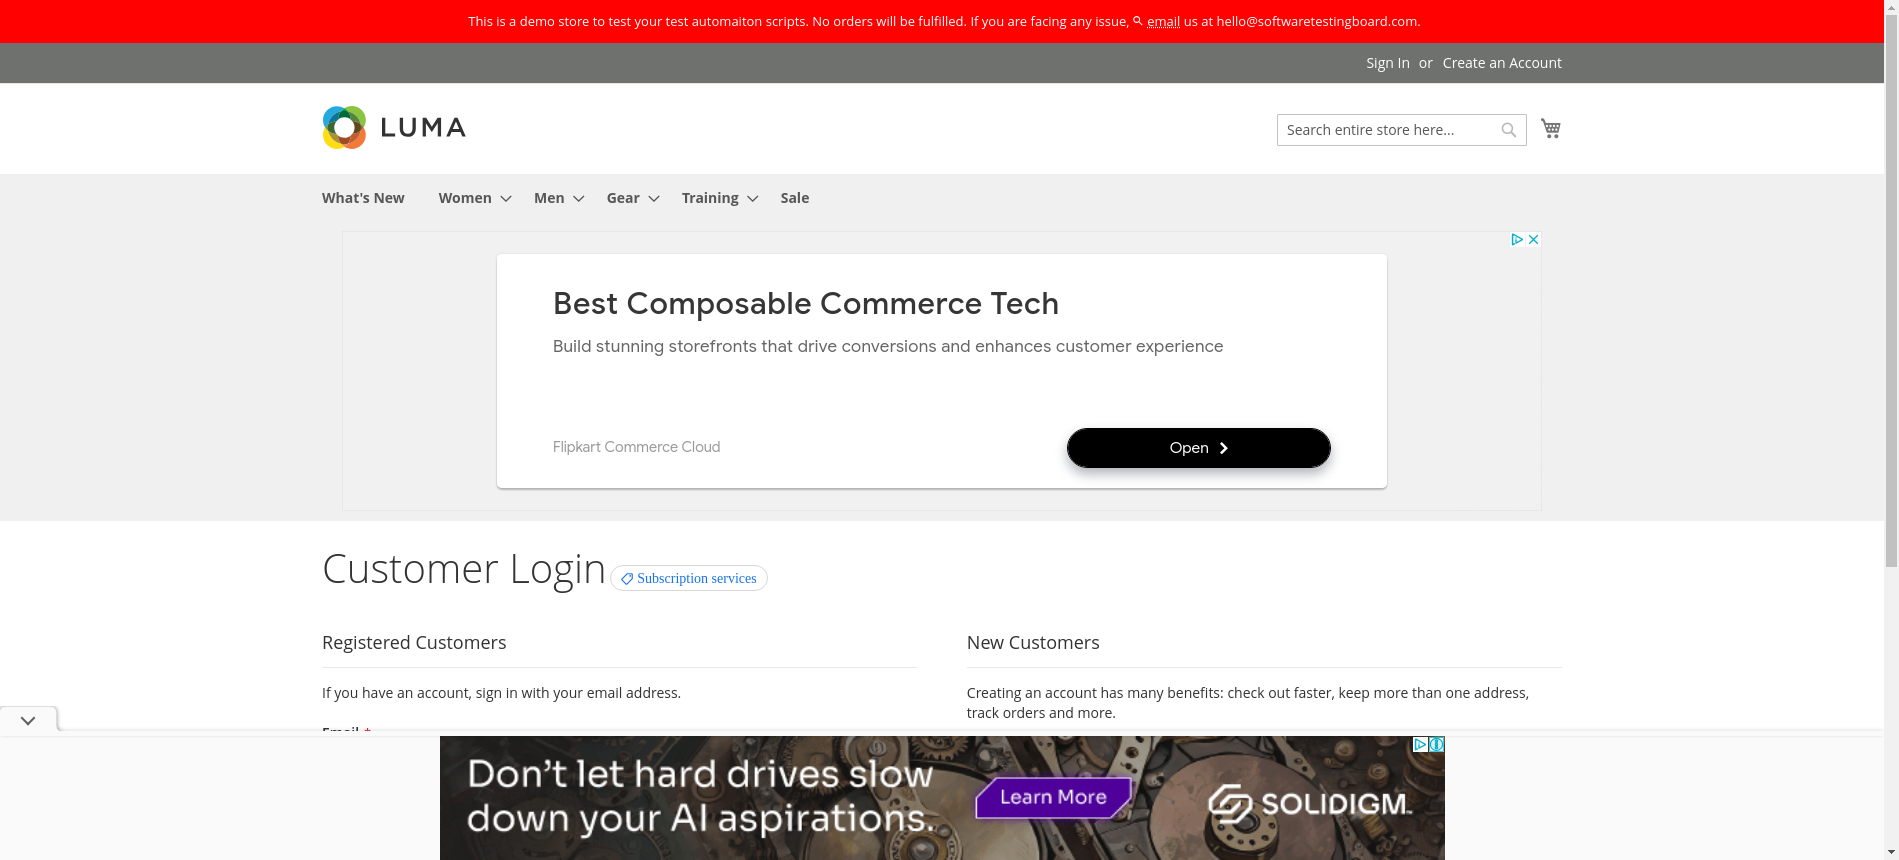 This is a demo store to test your test automaiton scripts. No orders will be fulfilled. If you are facing any issue, email us at hello@softwaretestingboard.com.
Sign In or Create an Account
LUMA
Search entire store here...
What's New Women Men Gear Training Sale
Best Composable Commerce Tech
Build stunning storefronts that drive conversions and enhances customer experience
Flipkart Commerce Cloud
Open
Customer Login
Subscription services
Registered Customers
If you have an account, sign in with your email address.
Email *
New Customers
Creating an account has many benefits: check out faster, keep more than one address,
track orders and more.
Don't let hard drives slow
down your AI aspirations.
Learn More
SOLIDIGM™